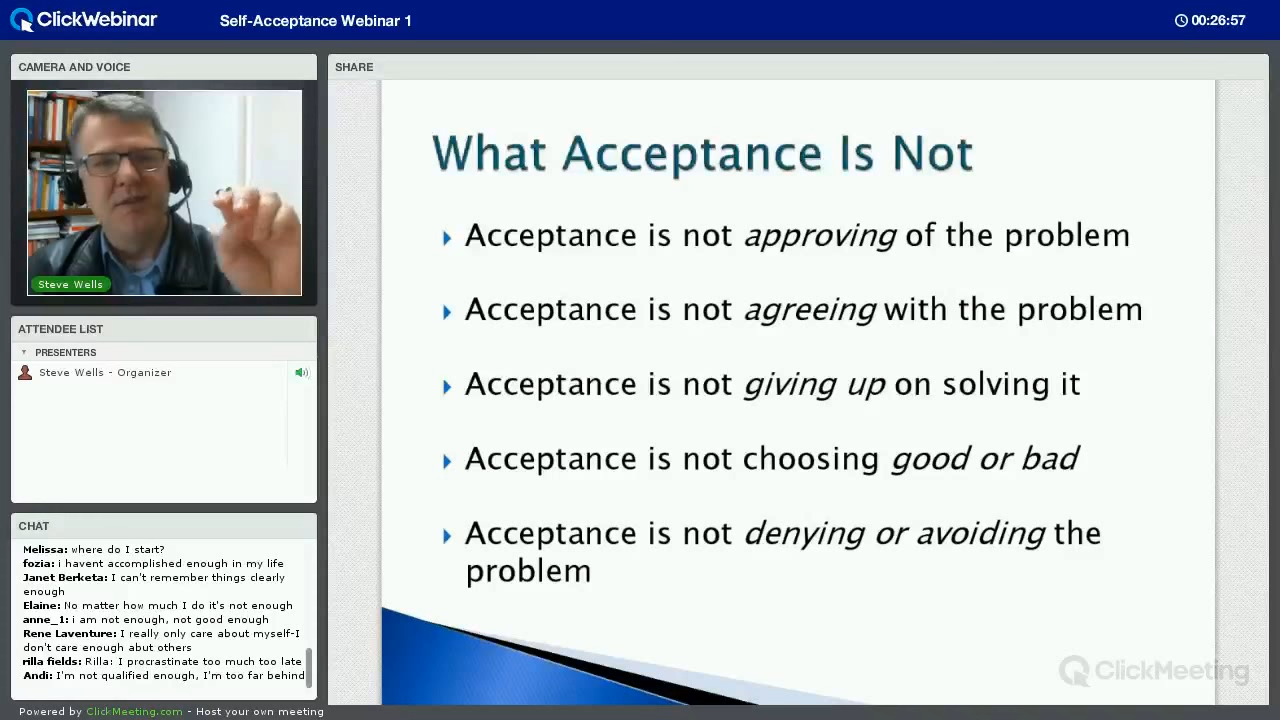 ClickWebinar
Self-Acceptance Webinar 1
00:26:57
CAMERA AND VOICE
Steve Wells
ATTENDEE LIST
PRESENTERS
Steve Wells - Organizer
CHAT
Melissa: where do I start?
fozia: i havent accomplished enough in my life
Janet Berketa: I can't remember things clearly
enough
Elaine: No matter how much I do it's not enough
anne_1: i am not enough, not good enough
Rene Laventure: I really only care about myself-I
don't care enough abut others
rilla fields: Rilla: I procrastinate too much too late
Andi: I'm not qualified enough, I'm too far behind
SHARE
What Acceptance Is Not
Acceptance is not approving of the problem
Acceptance is not agreeing with the problem
Acceptance is not giving up on solving it
Acceptance is not choosing good or bad
Acceptance is not denying or avoiding the
problem
ClickMeeting
Powered by ClickMeeting.com - Host your own meeting